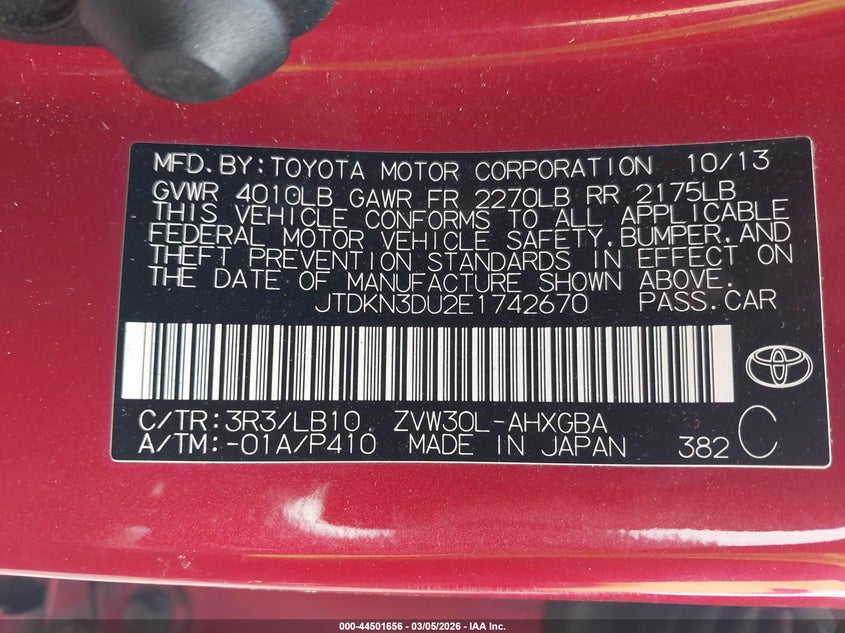 MFD.BY:TOYOTA MOTOR CORPORATION 10/13
GVWR 4010LB GAWR FR 2270LB RR 2175LB
THIS VEHICLE CONFORMS TO ALL APPLICABLE
FEDERAL MOTOR VEHICLE SAFETY,BUMPER,AND
THEFT PREVENTION STANDARDS IN EFFECT ON
THE DATE OF MANUFACTURE SHOWN ABOVE.
JTDKN3DU2E1742670 PASS.CAR
C/TR:3R3/LB10 ZVW30L-AHXGBA
A/TM:-01A/P410 MADE IN JAPAN 382 C
000-44501656 - 03/05/2026 - IAA Inc.